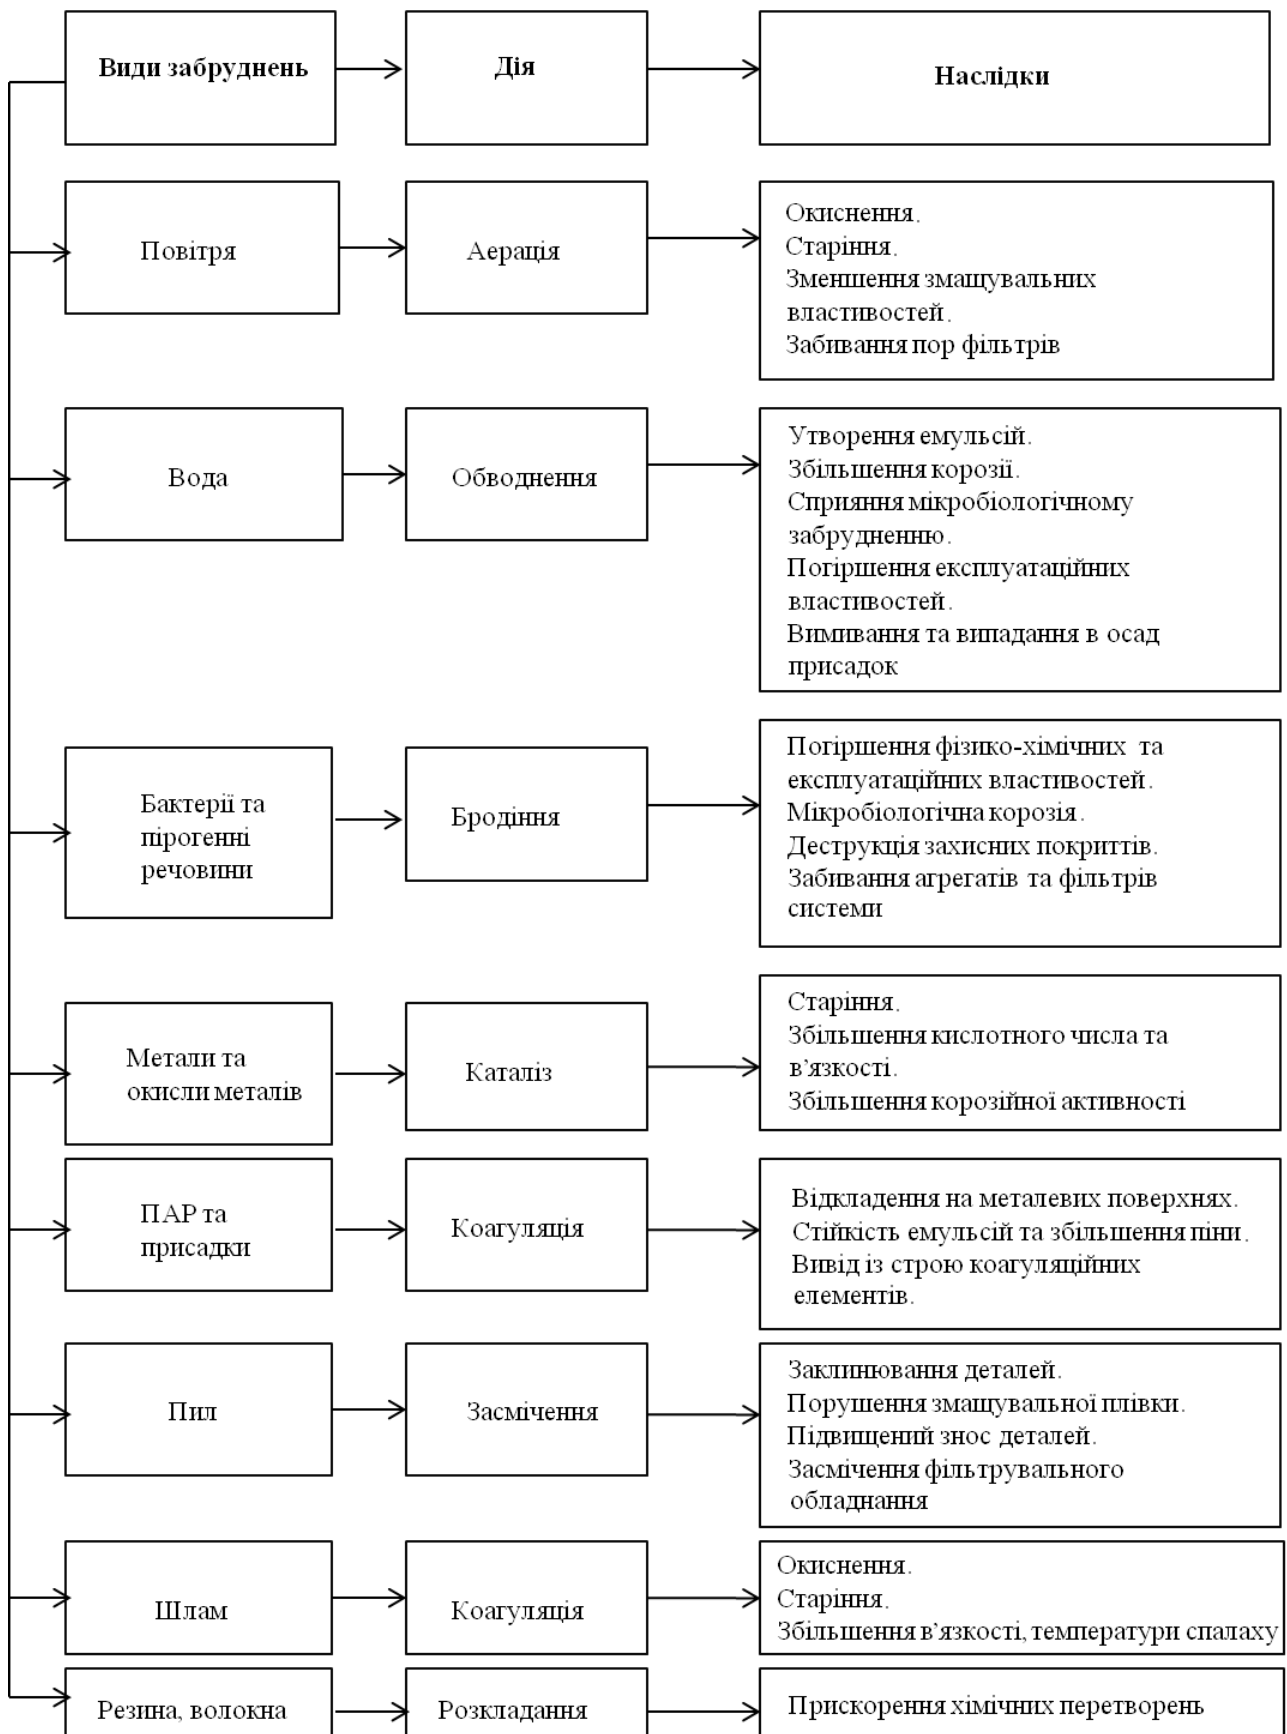 Види забруднень
Дія
Наслідки
Повітря
Аерація
Окиснення.
Старіння.
Зменшення змащувальних
властивостей.
Забивання пор фільтрів
Вода
Обводнення
Утворення емульсій.
Збільшення корозії.
Сприяння мікробіологічному
забрудненню.
Погіршення експлуатаційних
властивостей.
Вимивання та випадання в осад
присадок
Бактерії та
пірогенні
речовини
Бродіння
Погіршення фізико-хімічних та
експлуатаційних властивостей.
Мікробіологічна корозія.
Деструкція захисних покриттів.
Забивання агрегатів та фільтрів
системи
Метали та
окисли металів
Каталіз
Старіння.
Збільшення кислотного числа та
в’язкості.
Збільшення корозійної активності
ПАР та
присадки
Коагуляція
Відкладення на металевих поверхнях.
Стійкість емульсій та збільшення піни.
Вивід із строю коагуляційних
елементів.
Пил
Засмічення
Заклинювання деталей.
Порушення змащувальної плівки.
Підвищений знос деталей.
Засмічення фільтрувального
обладнання
Шлам
Коагуляція
Окиснення.
Старіння.
Збільшення в’язкості, температури спалаху
Резина, волокна
Розкладання
Прискорення хімічних перетворень